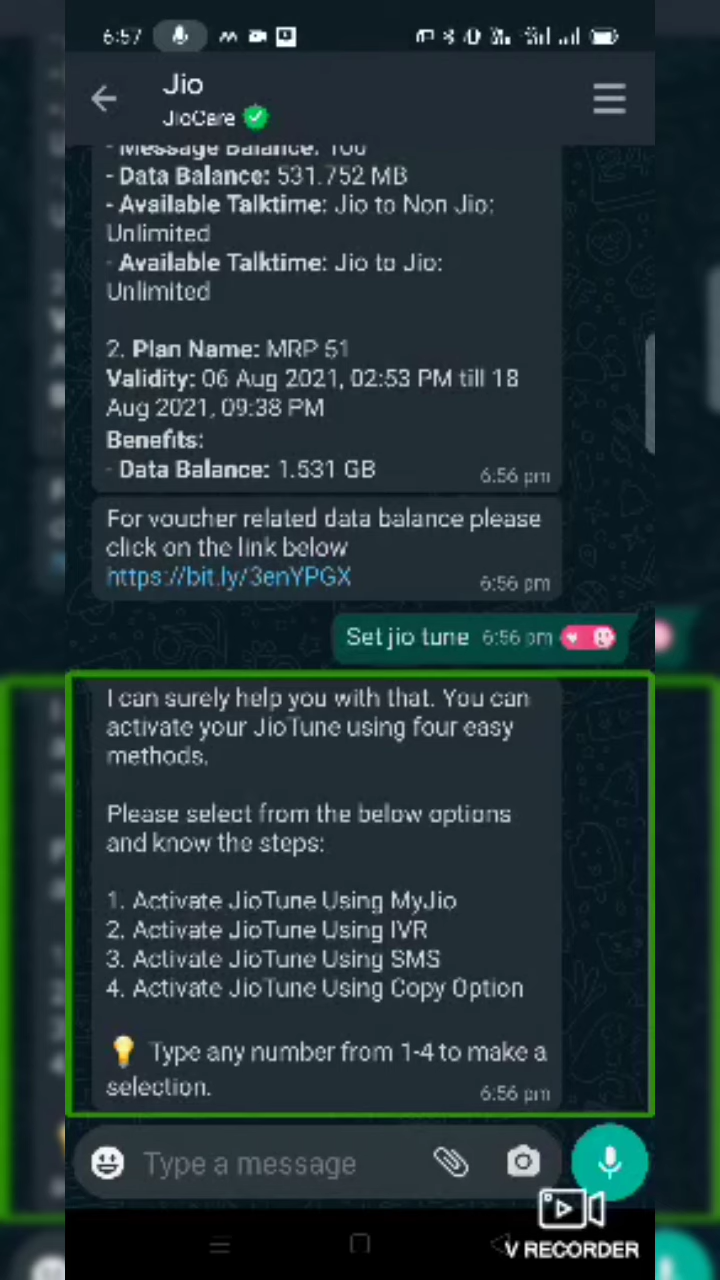 6:57
Jio
JioCare
- Message Balance: 100
- Data Balance: 531.752 MB
- Available Talktime: Jio to Non Jio:
Unlimited
- Available Talktime: Jio to Jio:
Unlimited
2. Plan Name: MRP 51
Validity: 06 Aug 2021, 02:53 PM till 18
Aug 2021, 09:38 PM
Benefits:
- Data Balance: 1.531 GB
6:56 pm
For voucher related data balance please
click on the link below
https://bit.ly/3enYPGX
6:56 pm
Set jio tune 6:56 pm
I can surely help you with that. You can
activate your JioTune using four easy
methods.
Please select from the below options
and know the steps:
1. Activate JioTune Using MyJio
2. Activate JioTune Using IVR
3. Activate JioTune Using SMS
4. Activate JioTune Using Copy Option
Type any number from 1-4 to make a
selection.
6:56 pm
Type a message
V RECORDER